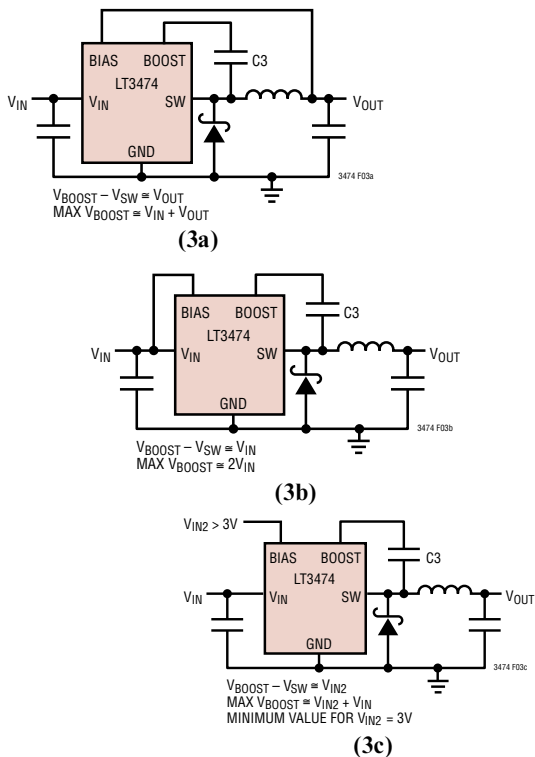 BIAS BOOST
C3
LT3474
VIN VIN SW VOUT
GND
3474 F03a
VBOOST – VSW ≅ VOUT
MAX VBOOST ≅ VIN + VOUT
(3a)
BIAS BOOST
C3
LT3474
VIN VIN SW VOUT
GND
3474 F03b
VBOOST – VSW ≅ VIN
MAX VBOOST ≅ 2VIN
(3b)
VIN2 > 3V
BIAS BOOST
C3
LT3474
VIN VIN SW VOUT
GND
3474 F03c
VBOOST – VSW ≅ VIN2
MAX VBOOST ≅ VIN2 + VIN
MINIMUM VALUE FOR VIN2 = 3V
(3c)